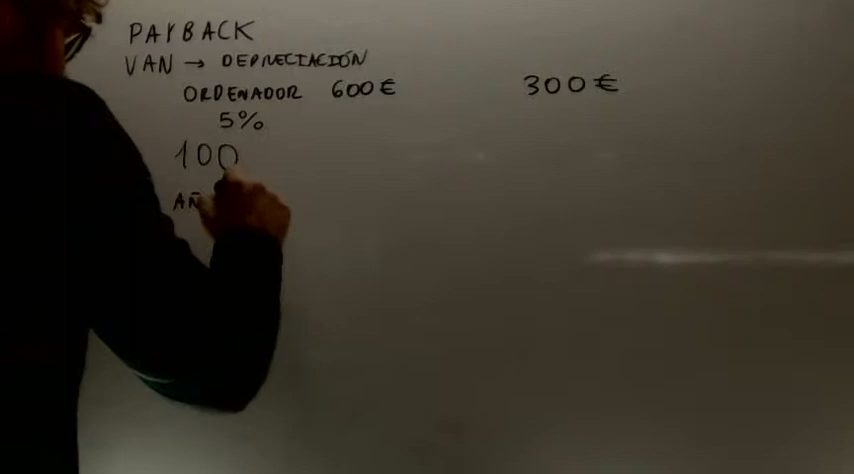 PAYBACK
VAN → DEPRECIACIÓN
ORDENADOR 600€ 300€
5%
100